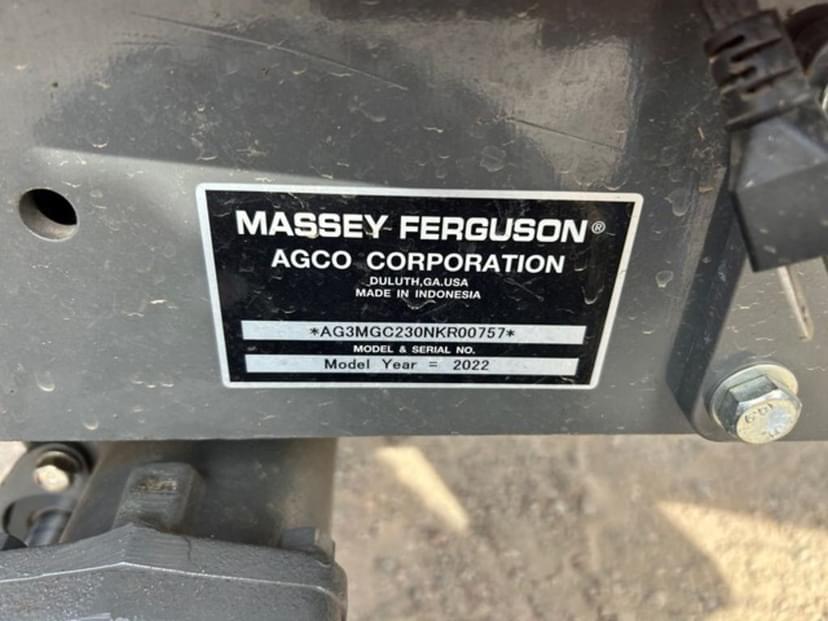 MASSEY FERGUSON®
AGCO CORPORATION
DULUTH,GA.USA
MADE IN INDONESIA
*AG3MGC230NKR00757*
MODEL & SERIAL NO.
Model Year = 2022